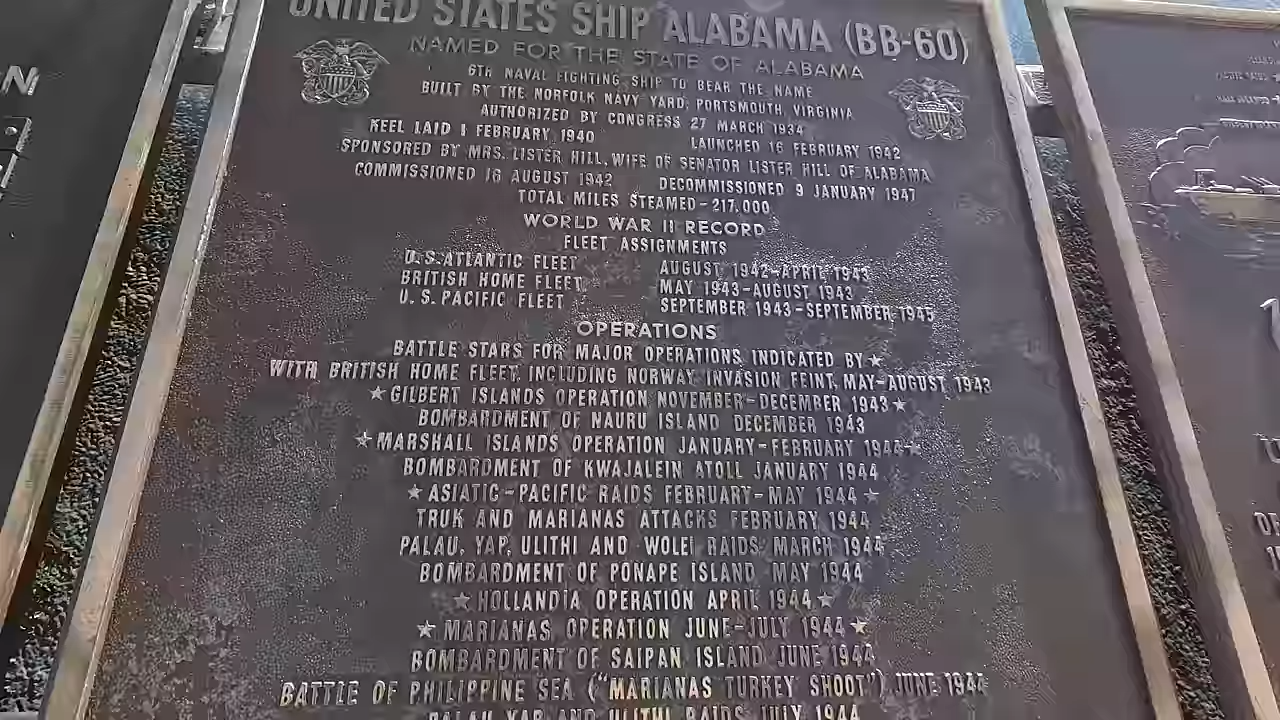 UNITED STATES SHIP ALABAMA (BB-60)
NAMED FOR THE STATE OF ALABAMA
6TH NAVAL FIGHTING SHIP TO BEAR THE NAME
BUILT BY THE NORFOLK NAVY YARD, PORTSMOUTH, VIRGINIA
AUTHORIZED BY CONGRESS 27 MARCH 1934
KEEL LAID 1 FEBRUARY, 1940 LAUNCHED 16 FEBRUARY 1942
SPONSORED BY MRS. LISTER HILL, WIFE OF SENATOR LISTER HILL OF ALABAMA
COMMISSIONED 16 AUGUST 1942 DECOMMISSIONED 9 JANUARY 1947
TOTAL MILES STEAMED-217,000
WORLD WAR II RECORD
FLEET ASSIGNMENTS
U.S. ATLANTIC FLEET AUGUST 1942-APRIL 1943
BRITISH HOME FLEET MAY 1943-AUGUST 1943
U.S. PACIFIC FLEET SEPTEMBER 1943-SEPTEMBER 1945
OPERATIONS
BATTLE STARS FOR MAJOR OPERATIONS INDICATED BY ★
WITH BRITISH HOME FLEET, INCLUDING NORWAY INVASION FEINT, MAY-AUGUST 1943
★ GILBERT ISLANDS OPERATION NOVEMBER-DECEMBER 1943 ★
BOMBARDMENT OF NAURU ISLAND DECEMBER 1943
★ MARSHALL ISLANDS OPERATION JANUARY-FEBRUARY 1944 ★
BOMBARDMENT OF KWAJALEIN ATOLL JANUARY 1944
★ ASIATIC-PACIFIC RAIDS FEBRUARY-MAY 1944 ★
TRUK AND MARIANAS ATTACKS FEBRUARY 1944
PALAU, YAP, ULITHI AND WOLEI RAIDS MARCH 1944
BOMBARDMENT OF PONAPE ISLAND MAY 1944
★ HOLLANDIA OPERATION APRIL 1944 ★
★ MARIANAS OPERATION JUNE-JULY 1944 ★
BOMBARDMENT OF SAIPAN ISLAND JUNE 1944
BATTLE OF PHILIPPINE SEA ("MARIANAS TURKEY SHOOT") JUNE 1944
PALAU, YAP AND ULITHI RAIDS JULY 1944